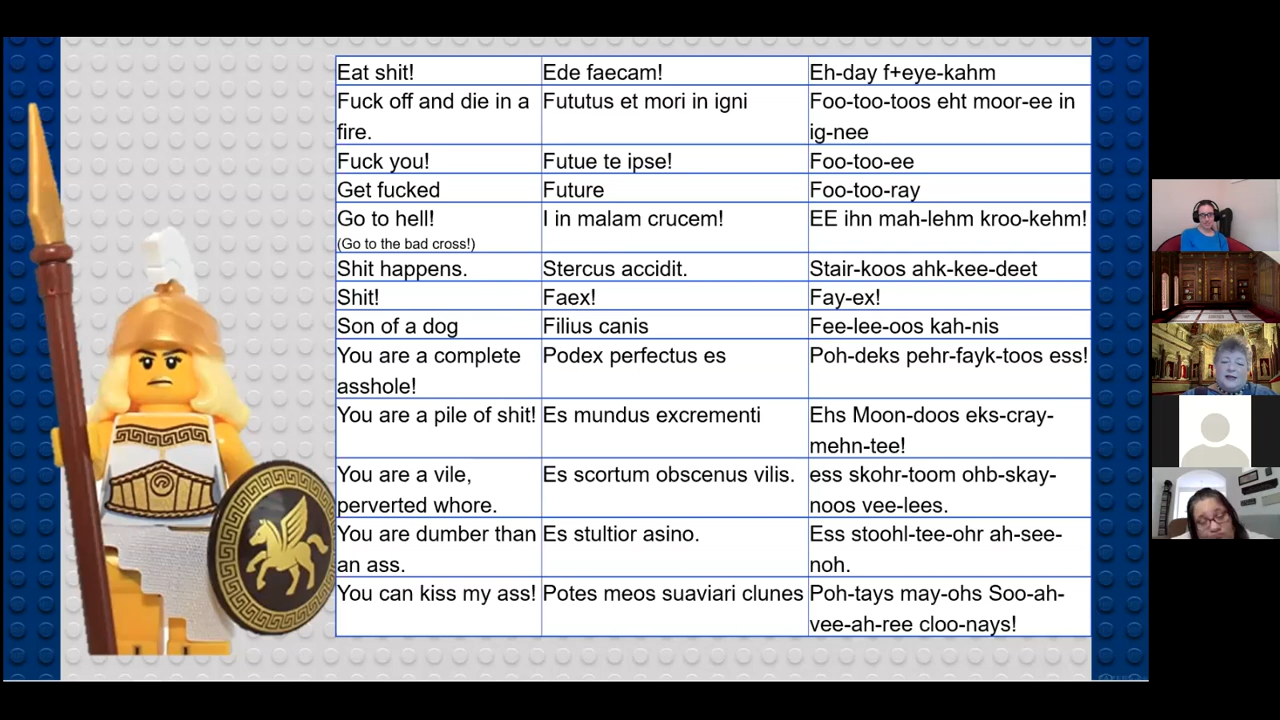 Eat shit! Ede faecam! Eh-day f+eye-kahm
Fuck off and die in a Fututus et mori in igni Foo-too-toos eht moor-ee in
fire. ig-nee
Fuck you! Futue te ipse! Foo-too-ee
Get fucked Future Foo-too-ray
Go to hell! I in malam crucem! EE ihn mah-lehm kroo-kehm!
(Go to the bad cross!)
Shit happens. Stercus accidit. Stair-koos ahk-kee-deet
Shit! Faex! Fay-ex!
Son of a dog Filius canis Fee-lee-oos kah-nis
You are a complete Podex perfectus es Poh-deks pehr-fayk-toos ess!
asshole!
You are a pile of shit! Es mundus excrementi Ehs Moon-doos eks-cray-
mehn-tee!
You are a vile, Es scortum obscenus vilis. ess skohr-toom ohb-skay-
perverted whore. noos vee-lees.
You are dumber than Es stultior asino. Ess stoohl-tee-ohr ah-see-
an ass. noh.
You can kiss my ass! Potes meos suaviari clunes Poh-tays may-ohs Soo-ah-
vee-ah-ree cloo-nays!